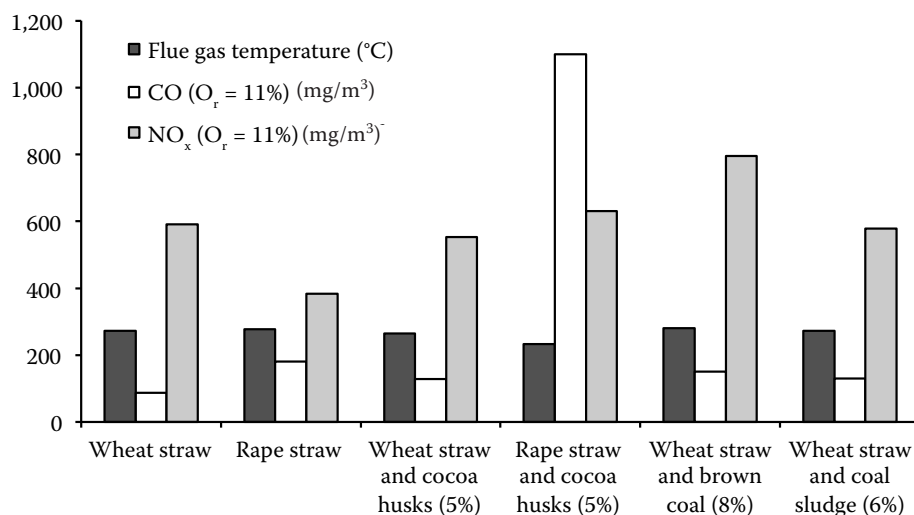 1,200
1,000
800
600
400
200
0
Flue gas temperature (°C)
CO (Oᵣ = 11%) (mg/m³)
NOₓ (Oᵣ = 11%) (mg/m³)⁻
Wheat straw
Rape straw
Wheat straw
and cocoa
husks (5%)
Rape straw
and cocoa
husks (5%)
Wheat straw
and brown
coal (8%)
Wheat straw
and coal
sludge (6%)